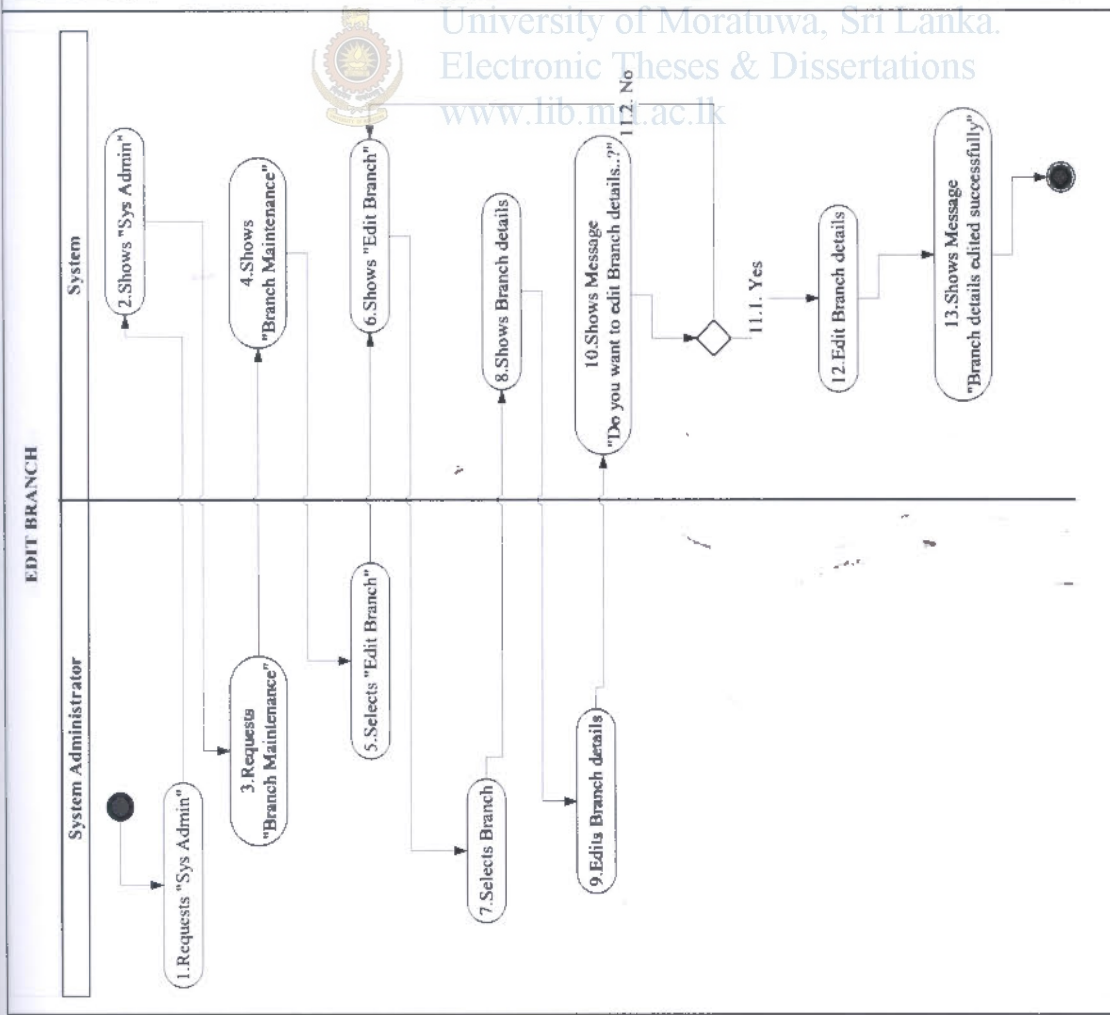 University of Moratuwa, Sri Lanka.
Electronic Theses & Dissertations
www.lib.mrt.ac.lk
EDIT BRANCH
System Administrator
System
1.Requests "Sys Admin"
2.Shows "Sys Admin"
3.Requests
"Branch Maintenance"
4.Shows
"Branch Maintenance"
5.Selects "Edit Branch"
6.Shows "Edit Branch"
7.Selects Branch
8.Shows Branch details
9.Edits Branch details
10.Shows Message
"Do you want to edit Branch details..?"
11.2. No
11.1. Yes
12.Edit Branch details
13.Shows Message
"Branch details edited successfully"